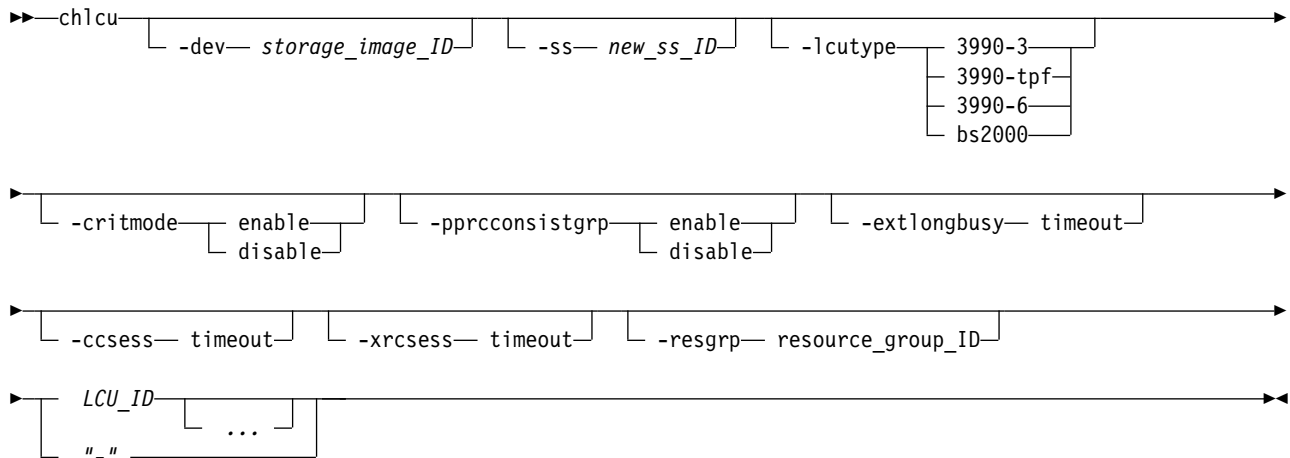 chlcu
-dev storage_image_ID -ss new_ss_ID -lcutype 3990-3
3990-tpf
3990-6
bs2000
-critmode enable -pprcconsistgrp enable -extlongbusy timeout
disable disable
-ccsess timeout -xrcsess timeout -resgrp resource_group_ID
LCU_ID
...
"-"